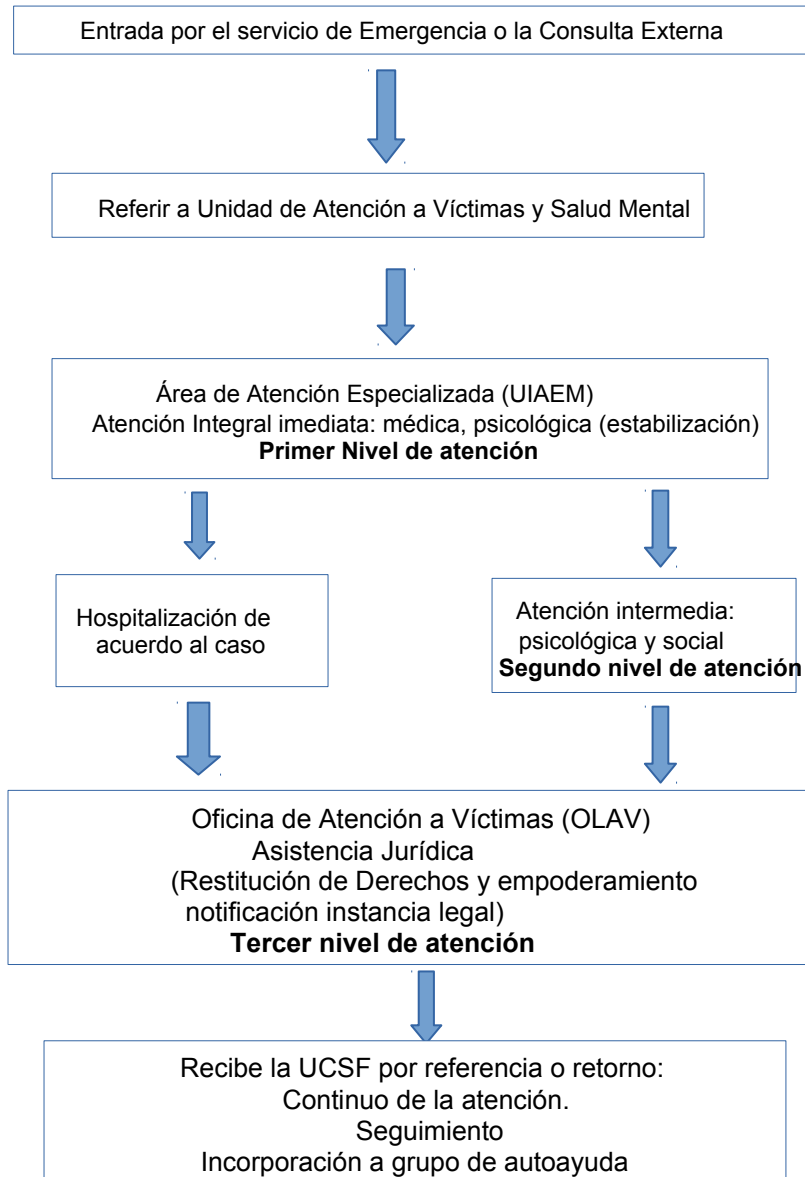 Entrada por el servicio de Emergencia o la Consulta Externa
Referir a Unidad de Atención a Víctimas y Salud Mental
Área de Atención Especializada (UIAEM)
Atención Integral imediata: médica, psicológica (estabilización)
Primer Nivel de atención
Hospitalización de
acuerdo al caso
Atención intermedia:
psicológica y social
Segundo nivel de atención
Oficina de Atención a Víctimas (OLAV)
Asistencia Jurídica
(Restitución de Derechos y empoderamiento
notificación instancia legal)
Tercer nivel de atención
Recibe la UCSF por referencia o retorno:
Continuo de la atención.
Seguimiento
Incorporación a grupo de autoayuda